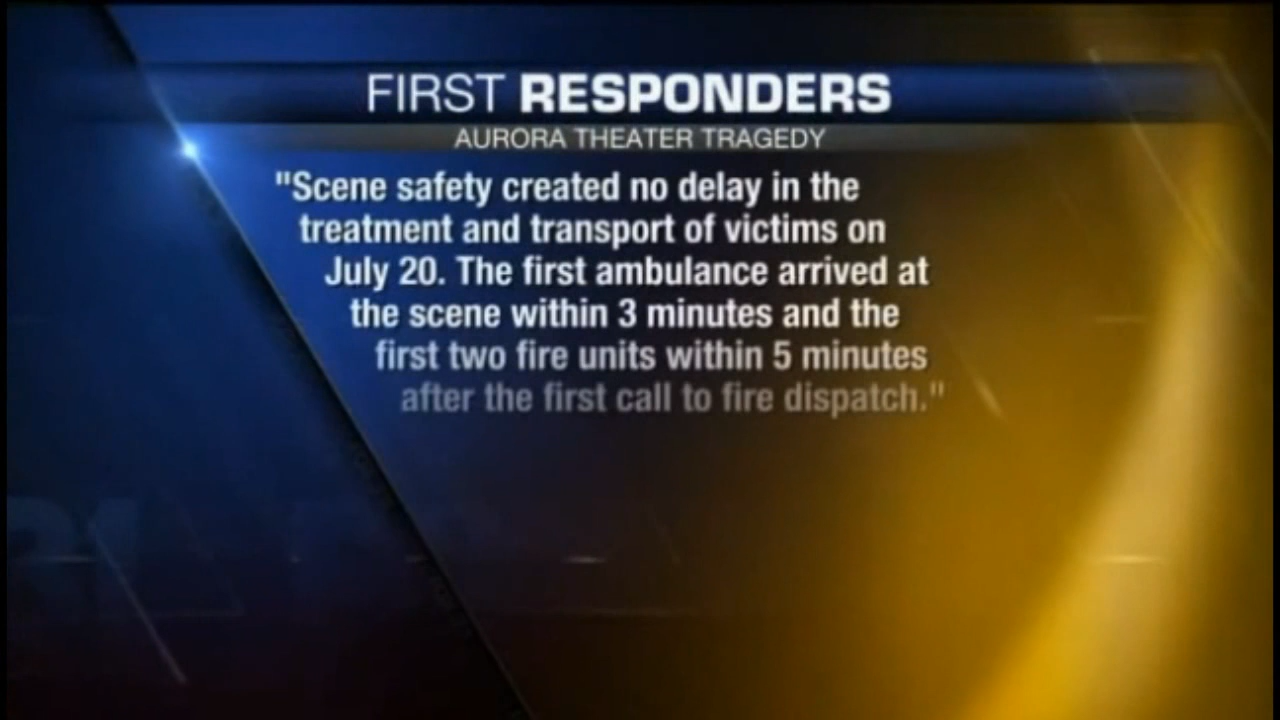 FIRST RESPONDERS
AURORA THEATER TRAGEDY
"Scene safety created no delay in the
treatment and transport of victims on
July 20. The first ambulance arrived at
the scene within 3 minutes and the
first two fire units within 5 minutes
after the first call to fire dispatch."